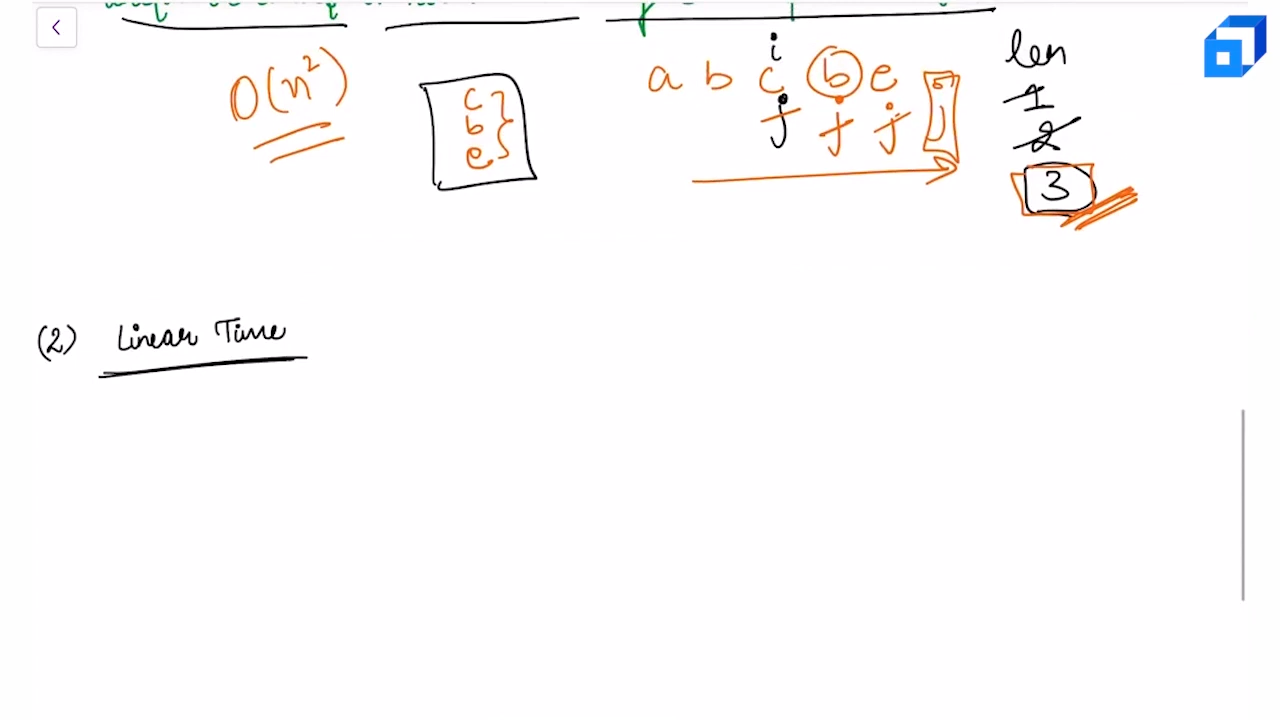 i
len
O(n²)
c
b
e
a b c b e
j j j j
1
2
3
(2) Linear Time